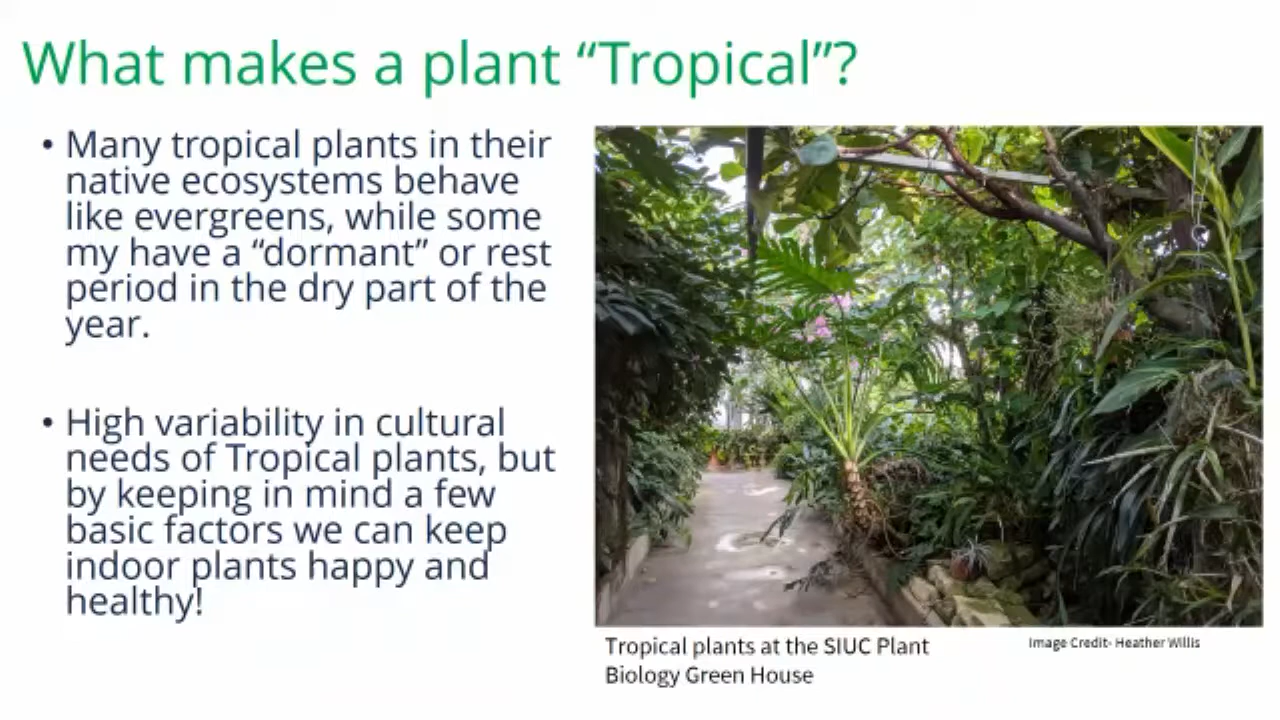 What makes a plant “Tropical”?
• Many tropical plants in their
native ecosystems behave
like evergreens, while some
my have a “dormant” or rest
period in the dry part of the
year.
• High variability in cultural
needs of Tropical plants, but
by keeping in mind a few
basic factors we can keep
indoor plants happy and
healthy!
Tropical plants at the SIUC Plant
Biology Green House
Image Credit- Heather Willis